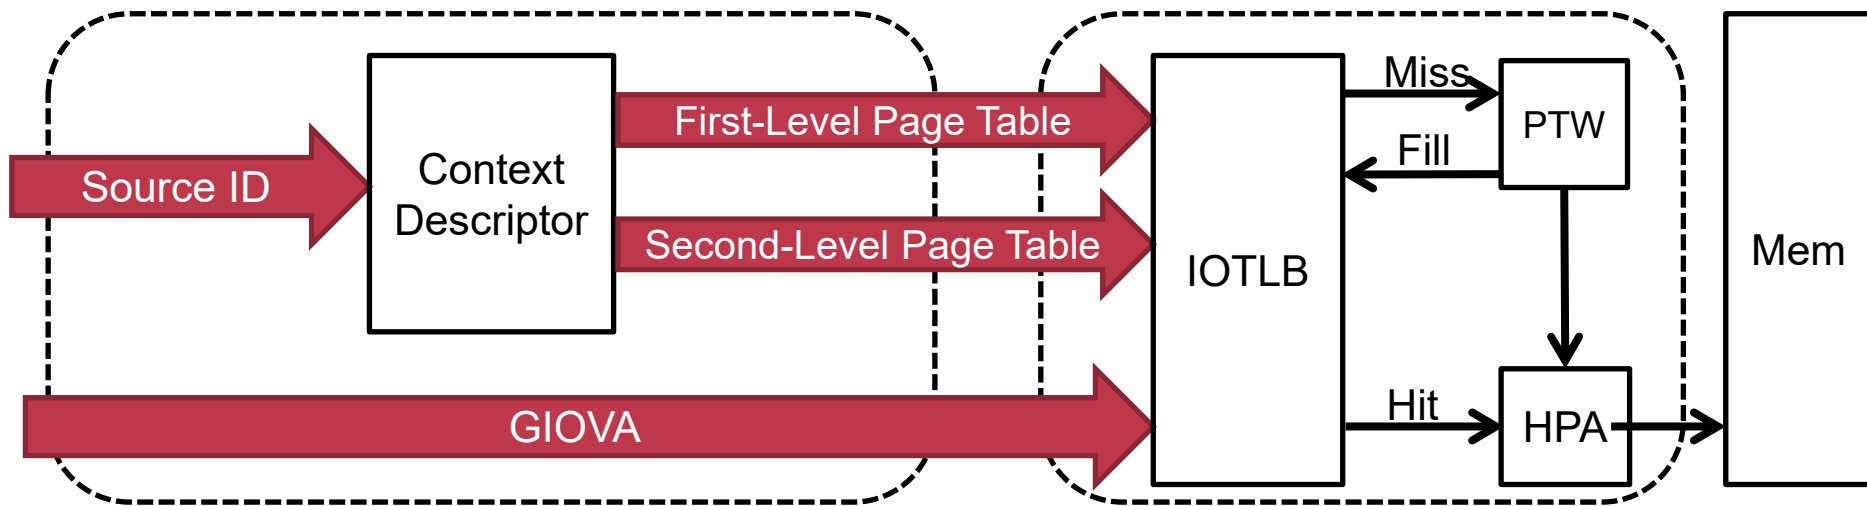 Source ID
Context
Descriptor
First-Level Page Table
Second-Level Page Table
GIOVA
IOTLB
Miss
Fill
Hit
PTW
HPA
Mem